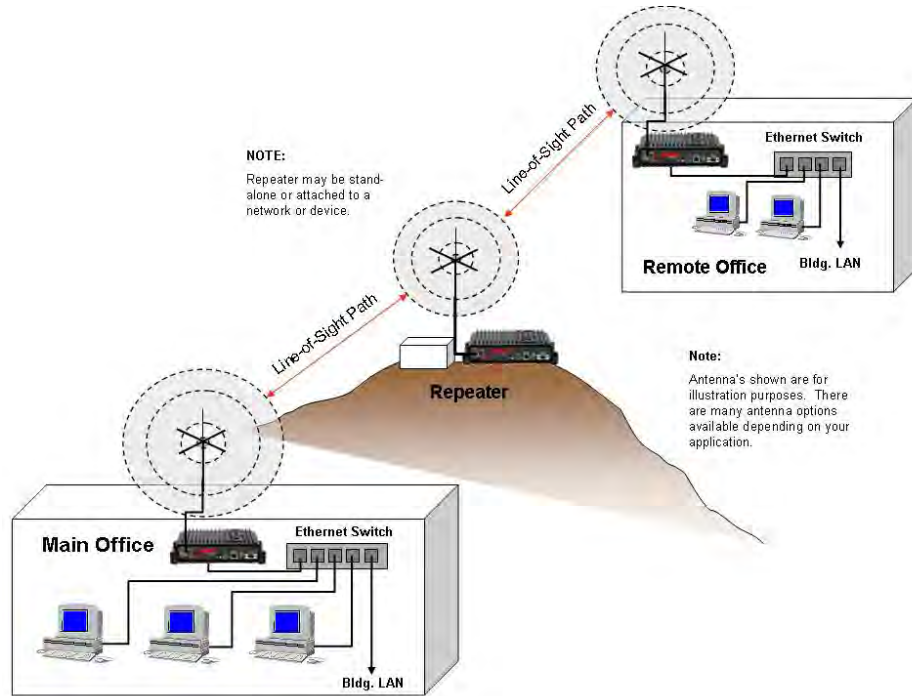 Line-of-Sight Path
Ethernet Switch
NOTE:
Repeater may be stand-
alone or attached to a
network or device.
Remote Office
Bldg. LAN
Line-of-Sight Path
Repeater
Note:
Antenna's shown are for
illustration purposes. There
are many antenna options
available depending on your
application.
Main Office
Ethernet Switch
Bldg. LAN